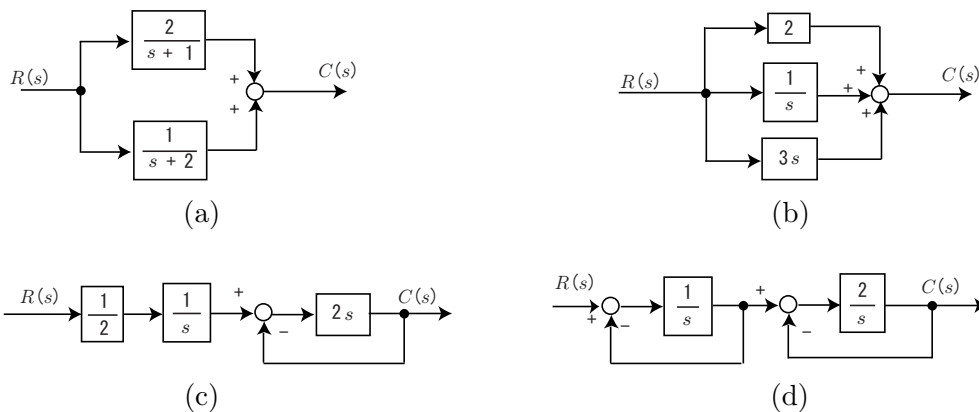 2
s + 1
R(s)
+
+
C(s)
1
s + 2
(a)
2
R(s)
1
s
+
+
+
C(s)
3s
(b)
R(s)
1
2
1
s
+
−
2s
C(s)
(c)
R(s)
+
−
1
s
+
−
2
s
C(s)
(d)